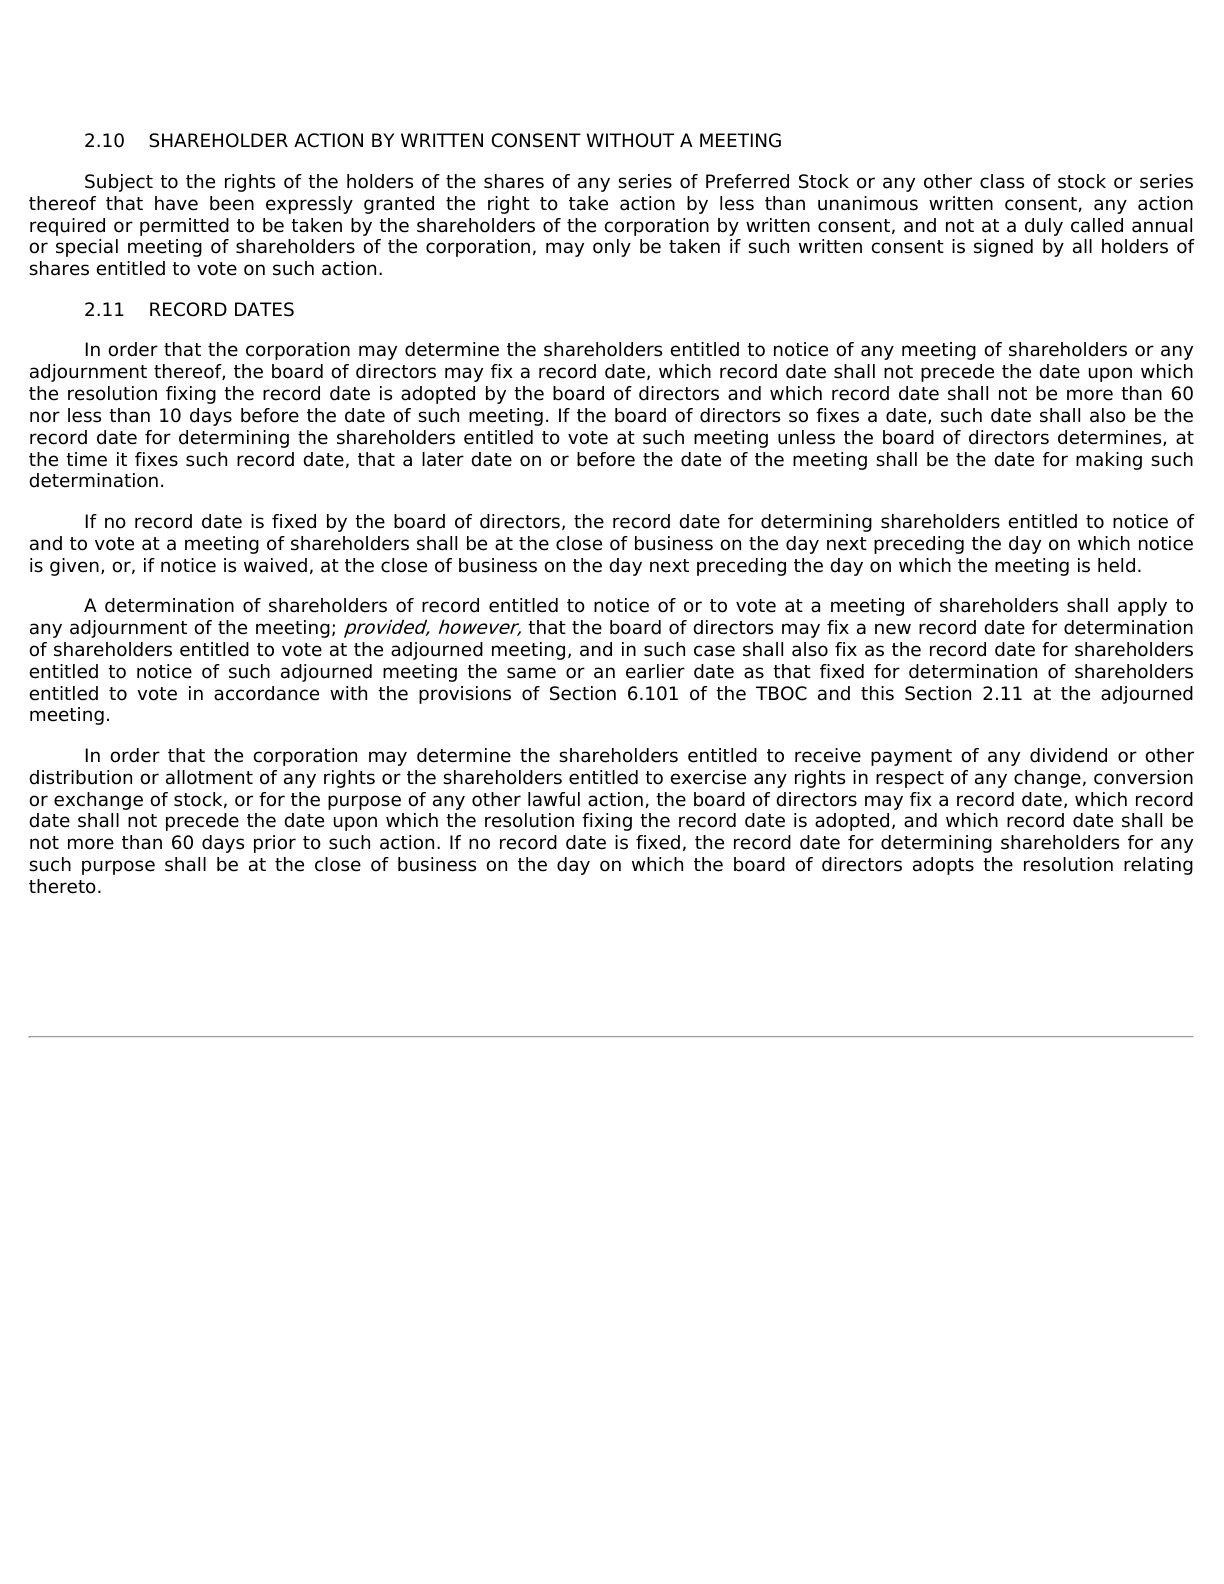 2.10 SHAREHOLDER ACTION BY WRITTEN CONSENT WITHOUT A MEETING
Subject to the rights of the holders of the shares of any series of Preferred Stock or any other class of stock or series
thereof that have been expressly granted the right to take action by less than unanimous written consent, any action
required or permitted to be taken by the shareholders of the corporation by written consent, and not at a duly called annual
or special meeting of shareholders of the corporation, may only be taken if such written consent is signed by all holders of
shares entitled to vote on such action.
2.11 RECORD DATES
In order that the corporation may determine the shareholders entitled to notice of any meeting of shareholders or any
adjournment thereof, the board of directors may fix a record date, which record date shall not precede the date upon which
the resolution fixing the record date is adopted by the board of directors and which record date shall not be more than 60
nor less than 10 days before the date of such meeting. If the board of directors so fixes a date, such date shall also be the
record date for determining the shareholders entitled to vote at such meeting unless the board of directors determines, at
the time it fixes such record date, that a later date on or before the date of the meeting shall be the date for making such
determination.
If no record date is fixed by the board of directors, the record date for determining shareholders entitled to notice of
and to vote at a meeting of shareholders shall be at the close of business on the day next preceding the day on which notice
is given, or, if notice is waived, at the close of business on the day next preceding the day on which the meeting is held.
A determination of shareholders of record entitled to notice of or to vote at a meeting of shareholders shall apply to
any adjournment of the meeting; provided, however, that the board of directors may fix a new record date for determination
of shareholders entitled to vote at the adjourned meeting, and in such case shall also fix as the record date for shareholders
entitled to notice of such adjourned meeting the same or an earlier date as that fixed for determination of shareholders
entitled to vote in accordance with the provisions of Section 6.101 of the TBOC and this Section 2.11 at the adjourned
meeting.
In order that the corporation may determine the shareholders entitled to receive payment of any dividend or other
distribution or allotment of any rights or the shareholders entitled to exercise any rights in respect of any change, conversion
or exchange of stock, or for the purpose of any other lawful action, the board of directors may fix a record date, which record
date shall not precede the date upon which the resolution fixing the record date is adopted, and which record date shall be
not more than 60 days prior to such action. If no record date is fixed, the record date for determining shareholders for any
such purpose shall be at the close of business on the day on which the board of directors adopts the resolution relating
thereto.